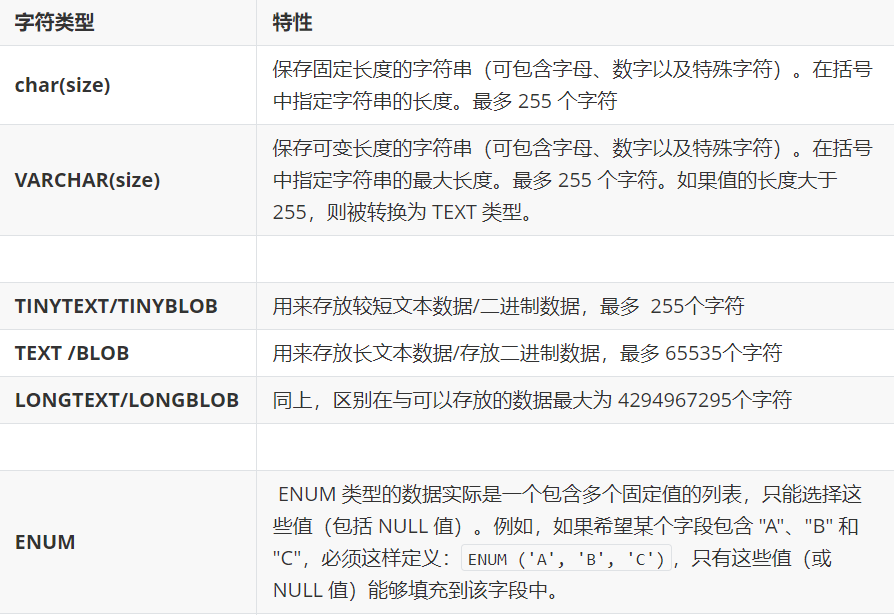 字符类型 特性
char(size) 保存固定长度的字符串（可包含字母、数字以及特殊字符）。在括号
中指定字符串的长度。最多 255 个字符
VARCHAR(size) 保存可变长度的字符串（可包含字母、数字以及特殊字符）。在括号
中指定字符串的最大长度。最多 255 个字符。如果值的长度大于
255，则被转换为 TEXT 类型。
TINYTEXT/TINYBLOB 用来存放较短文本数据/二进制数据，最多 255个字符
TEXT /BLOB 用来存放长文本数据/存放二进制数据，最多 65535个字符
LONGTEXT/LONGBLOB 同上，区别在与可以存放的数据最大为 4294967295个字符
ENUM ENUM 类型的数据实际是一个包含多个固定值的列表，只能选择这
些值（包括 NULL 值）。例如，如果希望某个字段包含 "A"、"B" 和
"C"，必须这样定义：ENUM ('A', 'B', 'C')，只有这些值（或
NULL 值）能够填充到该字段中。